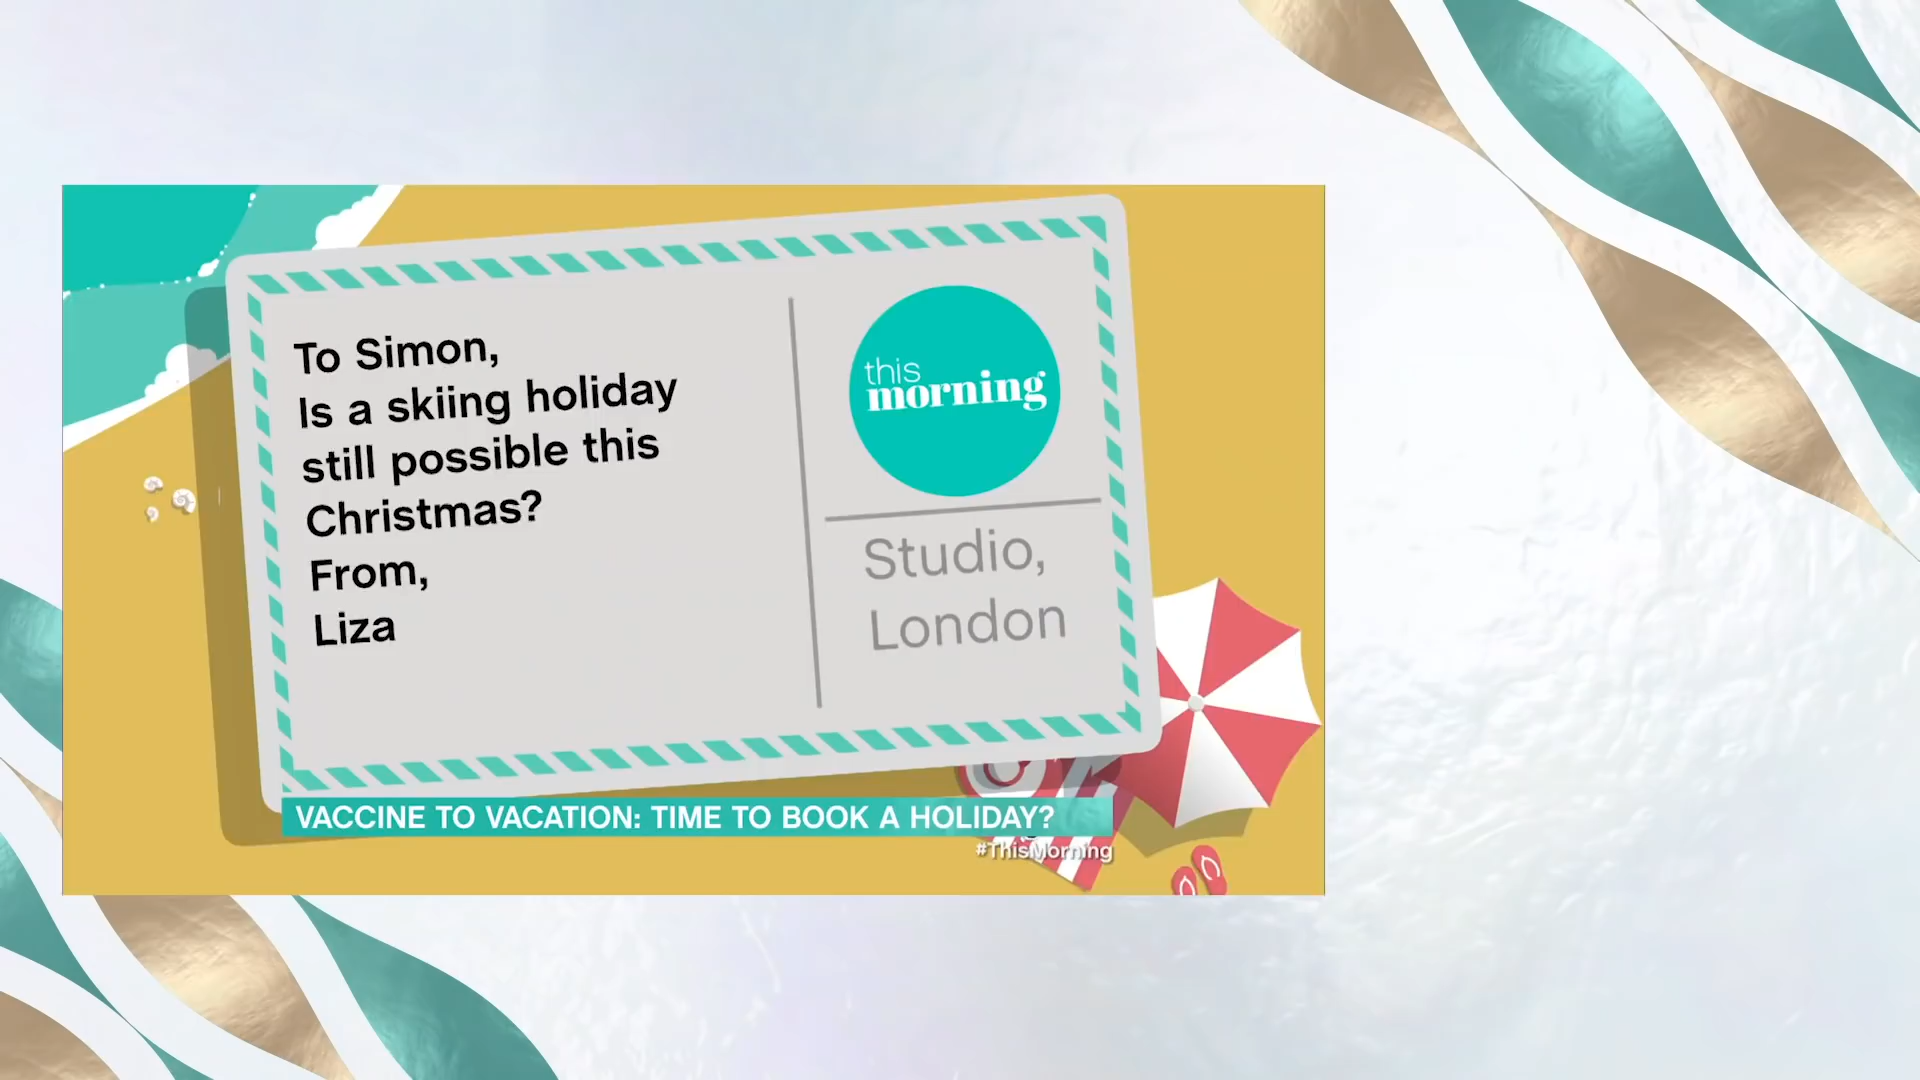 To Simon,
Is a skiing holiday
still possible this
Christmas?
From,
Liza
this
morning
Studio,
London
VACCINE TO VACATION: TIME TO BOOK A HOLIDAY?
#ThisMorning